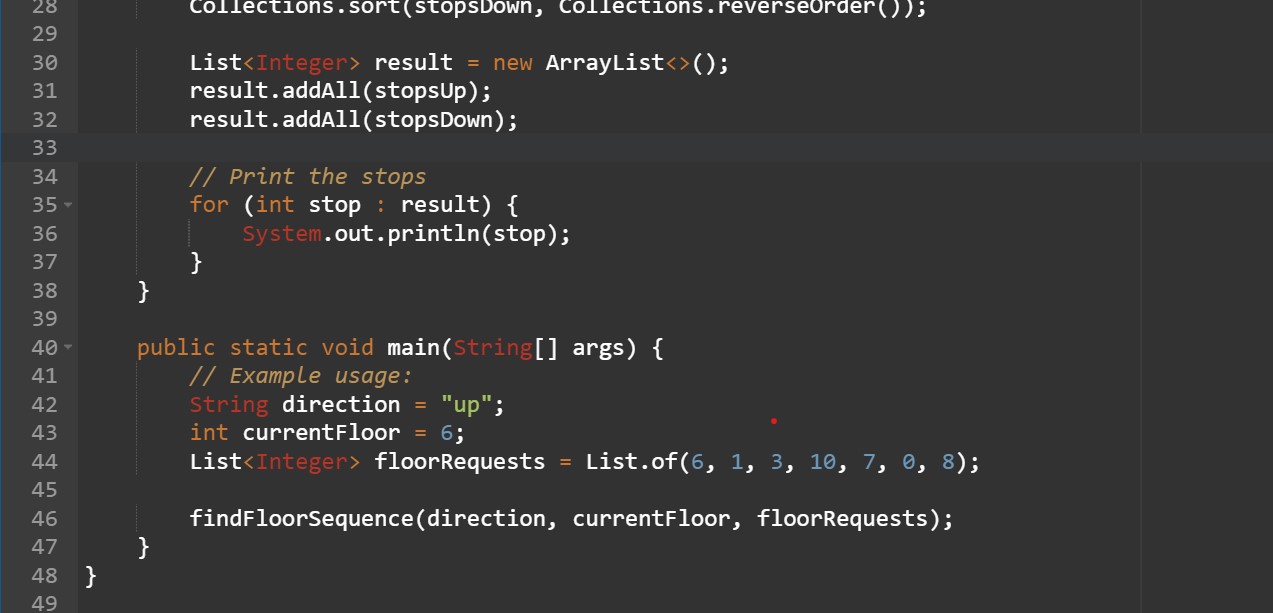 28 Collections.sort(stopsDown, Collections.reverseOrder());
29
30 List<Integer> result = new ArrayList<>();
31 result.addAll(stopsUp);
32 result.addAll(stopsDown);
33
34 // Print the stops
35 for (int stop : result) {
36 System.out.println(stop);
37 }
38 }
39
40 public static void main(String[] args) {
41 // Example usage:
42 String direction = "up";
43 int currentFloor = 6;
44 List<Integer> floorRequests = List.of(6, 1, 3, 10, 7, 0, 8);
45
46 findFloorSequence(direction, currentFloor, floorRequests);
47 }
48 }
49